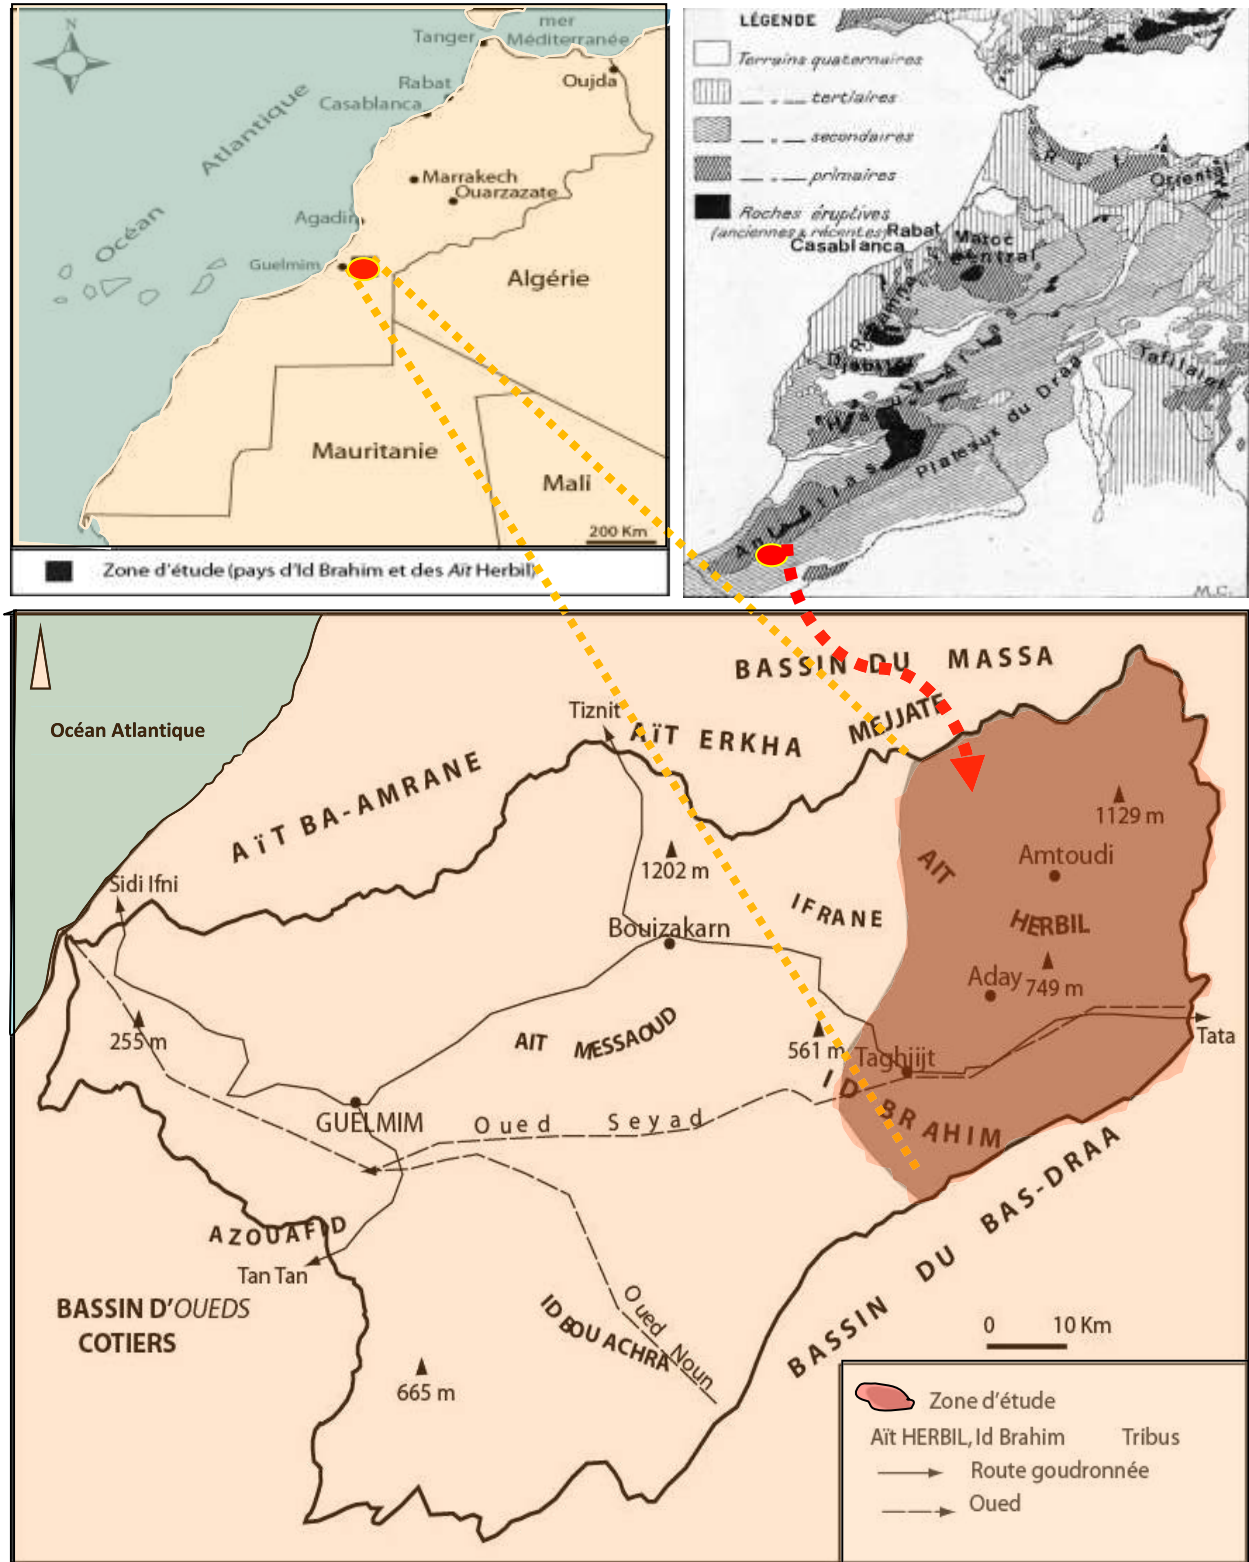 N
mer
Méditerranée
Tanger
Oujda
Rabat
Casablanca
Atlantique
Océan
Marrakech
Ouarzazate
Agadir
Guelmim
Algérie
Mauritanie
Mali
200 Km
Zone d'étude (pays d'Id Brahim et des Aït Herbil)
LÉGENDE
Terrains quaternaires
tertiaires
secondaires
primaires
Roches éruptives
(anciennes & récentes)
Rif
Oriental
Rabat
Casablanca
Maroc
central
Djebilet
Tafilalet
Plateaux du Draa
M.C.
Océan Atlantique
BASSIN DU MASSA
Tiznit
AÏT ERKHA
MEJJATE
AÏT BA-AMRANE
1129 m
1202 m
AIT
HERBIL
Amtoudi
Sidi Ifni
IFRANE
Bouizakarn
Aday
749 m
AIT MESSAOUD
255 m
561 m
Taghjijt
Tata
ID BRAHIM
GUELMIM
Oued Seyad
AZOUAFID
Tan Tan
BASSIN DU BAS-DRAA
BASSIN D'OUEDS
COTIERS
ID BOU ACHRA
Oued Noun
665 m
0 10 Km
Zone d'étude
Aït HERBIL, Id Brahim Tribus
Route goudronnée
Oued